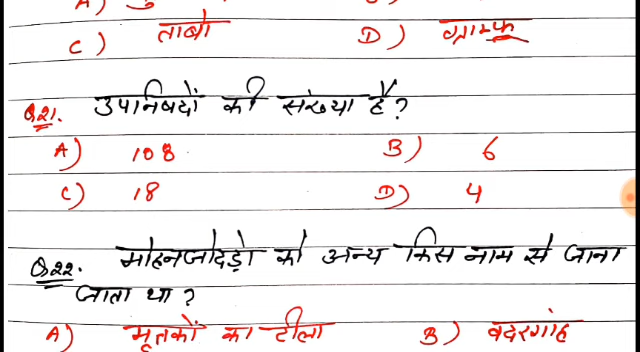 C) ताबो D) ग्राम्फू
Q21. उपनिषदों की संख्या है?
A) 108 B) 6
C) 18 D) 4
Q22. मोहनजोदड़ो को अन्य किस नाम से जाना
जाता था?
A) मृतकों का टीला B) बंदरगांह